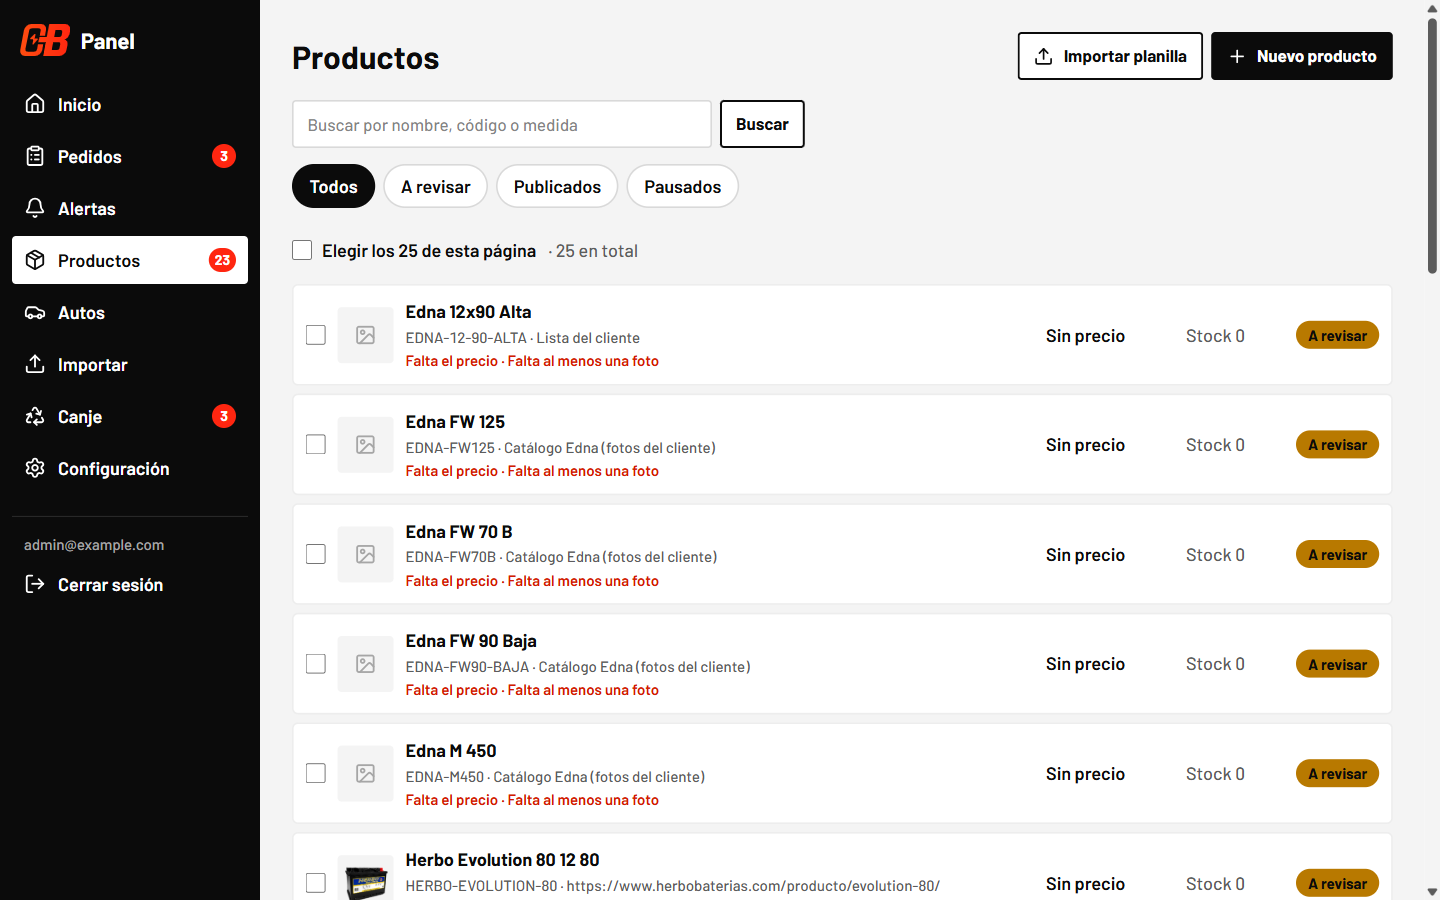 CB Panel
Inicio
Pedidos 3
Alertas
Productos 23
Autos
Importar
Canje 3
Configuración
admin@example.com
Cerrar sesión
Productos
Importar planilla
Nuevo producto
Buscar por nombre, código o medida
Buscar
Todos
A revisar
Publicados
Pausados
Elegir los 25 de esta página · 25 en total
Edna 12x90 Alta
EDNA-12-90-ALTA · Lista del cliente
Falta el precio · Falta al menos una foto
Sin precio
Stock 0
A revisar
Edna FW 125
EDNA-FW125 · Catálogo Edna (fotos del cliente)
Falta el precio · Falta al menos una foto
Sin precio
Stock 0
A revisar
Edna FW 70 B
EDNA-FW70B · Catálogo Edna (fotos del cliente)
Falta el precio · Falta al menos una foto
Sin precio
Stock 0
A revisar
Edna FW 90 Baja
EDNA-FW90-BAJA · Catálogo Edna (fotos del cliente)
Falta el precio · Falta al menos una foto
Sin precio
Stock 0
A revisar
Edna M 450
EDNA-M450 · Catálogo Edna (fotos del cliente)
Falta el precio · Falta al menos una foto
Sin precio
Stock 0
A revisar
Herbo Evolution 80 12 80
HERBO-EVOLUTION-80 · https://www.herbobaterias.com/producto/evolution-80/
Sin precio
Stock 0
A revisar